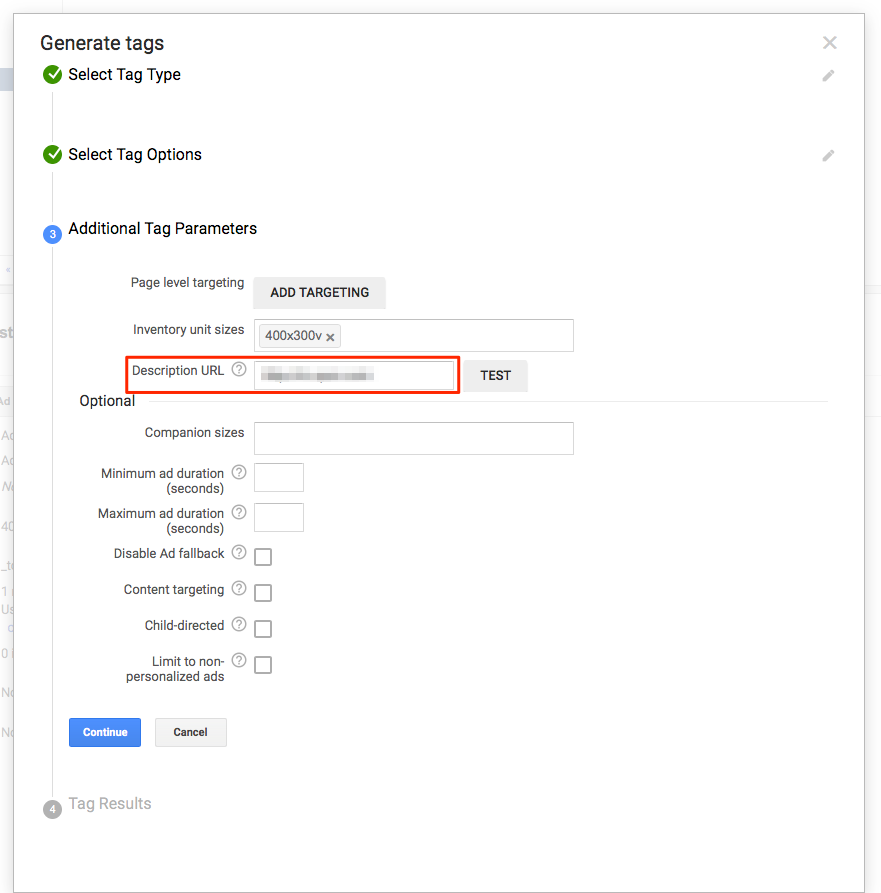 Generate tags
Select Tag Type
Select Tag Options
3 Additional Tag Parameters
Page level targeting ADD TARGETING
Inventory unit sizes 400x300v ×
Description URL ? TEST
Optional
Companion sizes
Minimum ad duration ?
(seconds)
Maximum ad duration ?
(seconds)
Disable Ad fallback ?
Content targeting ?
Child-directed ?
Limit to non- ?
personalized ads
Continue Cancel
4 Tag Results